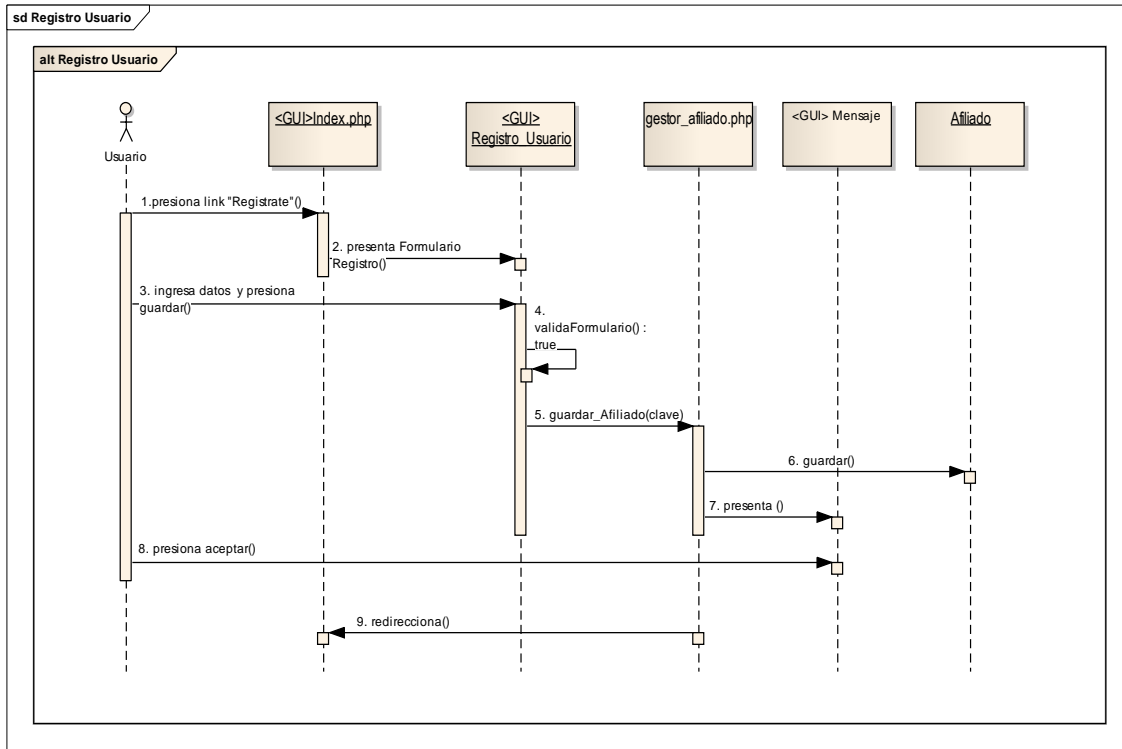 sd Registro Usuario
alt Registro Usuario
Usuario
<GUI>Index.php
<GUI>
Registro_Usuario
gestor_afiliado.php
<GUI> Mensaje
Afiliado
1.presiona link "Registrate"()
2. presenta Formulario
Registro()
3. ingresa datos y presiona
guardar()
4.
validaFormulario() :
true
5. guardar_Afiliado(clave)
6. guardar()
7. presenta ()
8. presiona aceptar()
9. redirecciona()